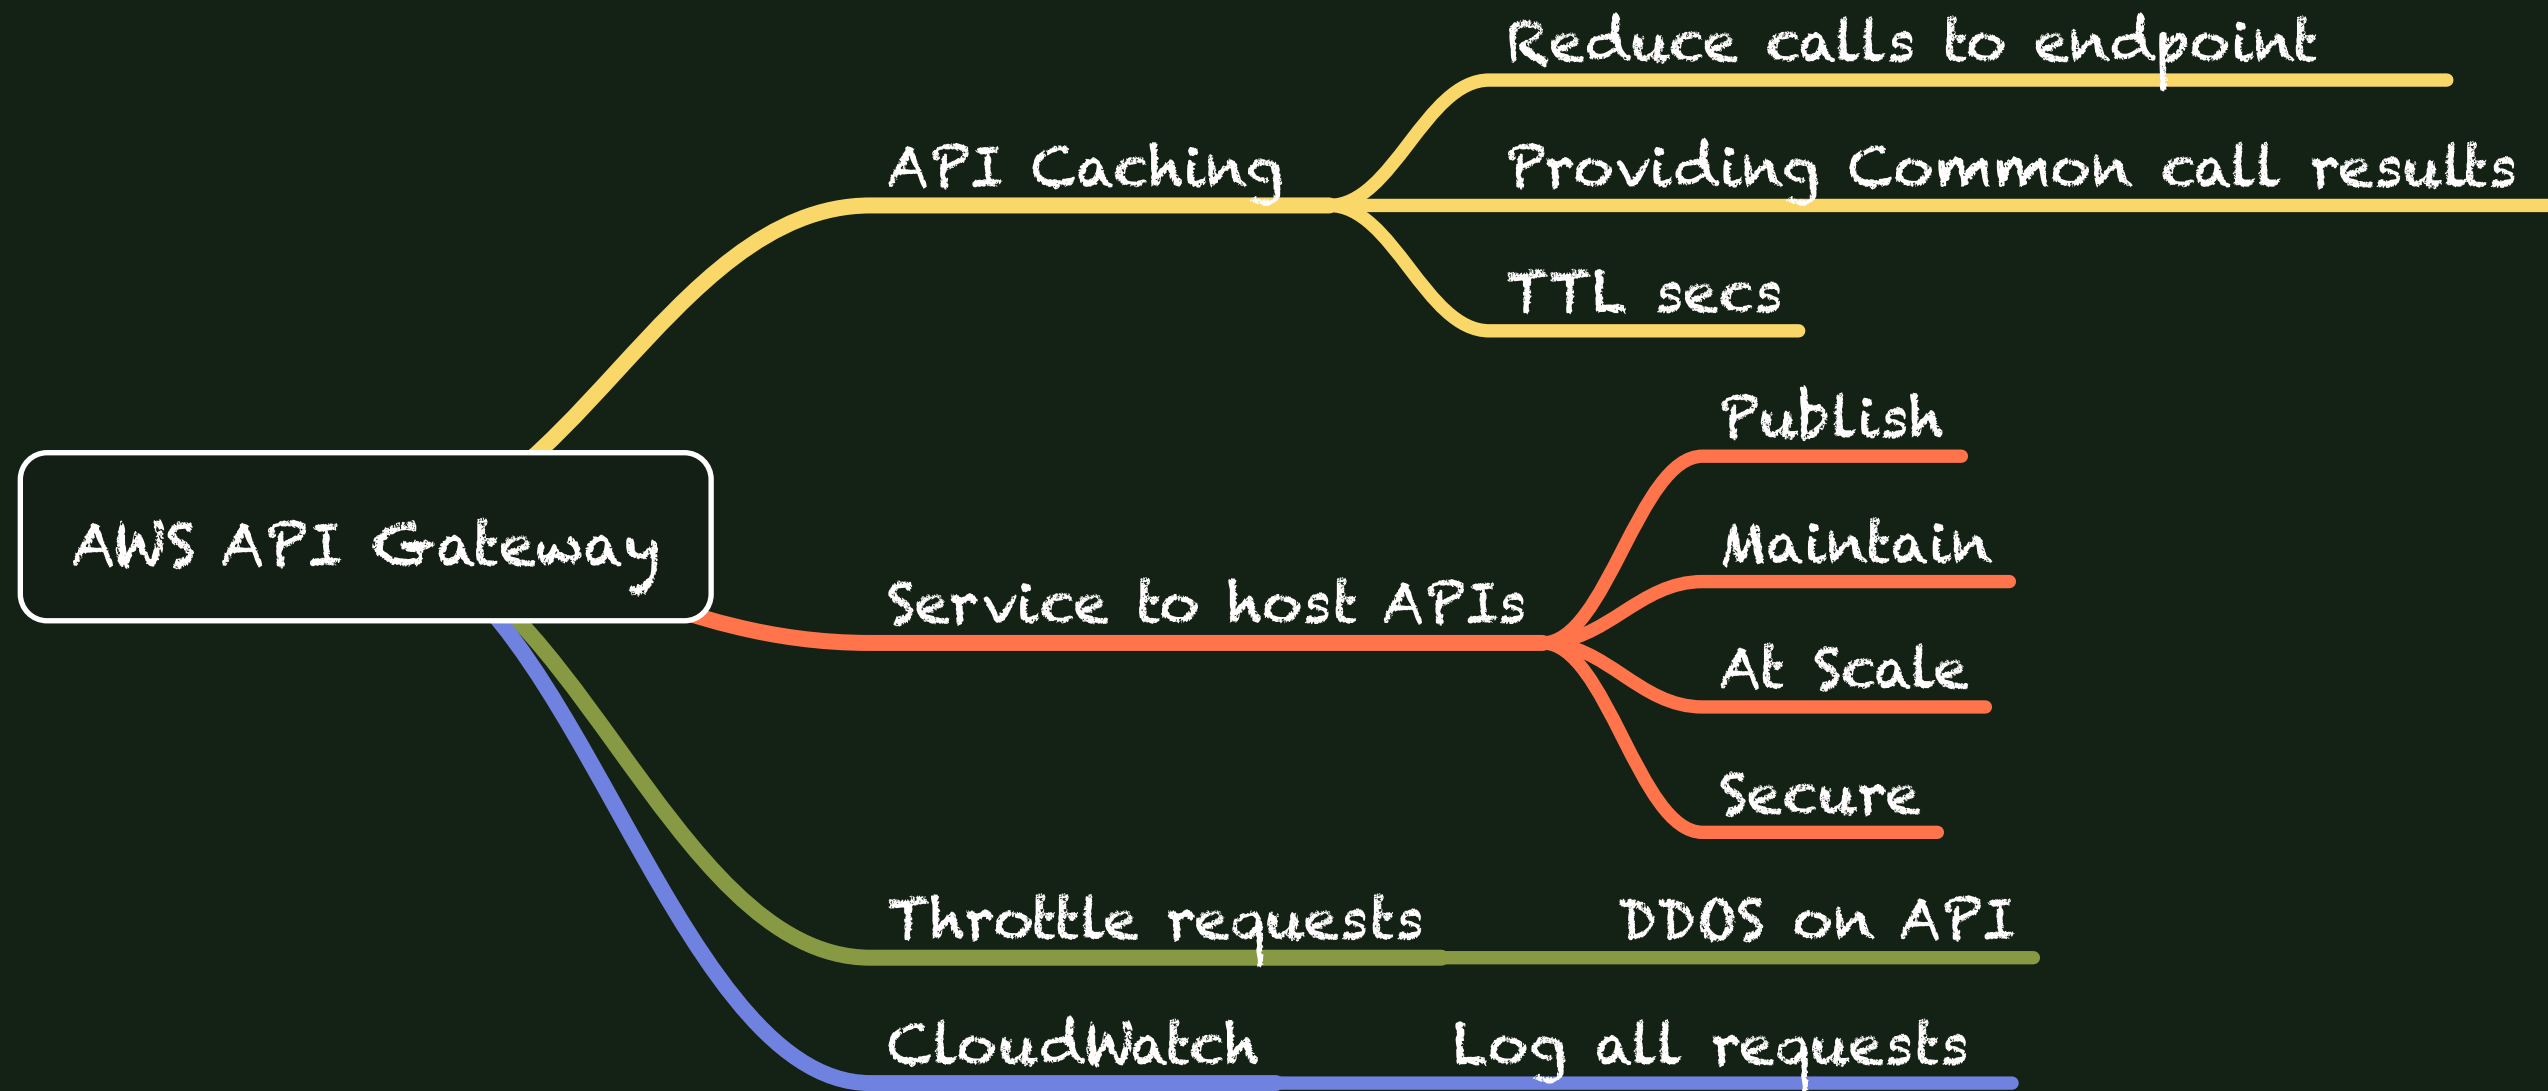 Reduce calls to endpoint
API Caching
Providing Common call results
TTL secs
Publish
AWS API Gateway
Maintain
Service to host APIs
At Scale
Secure
Throttle requests
DDOS on API
CloudWatch
Log all requests